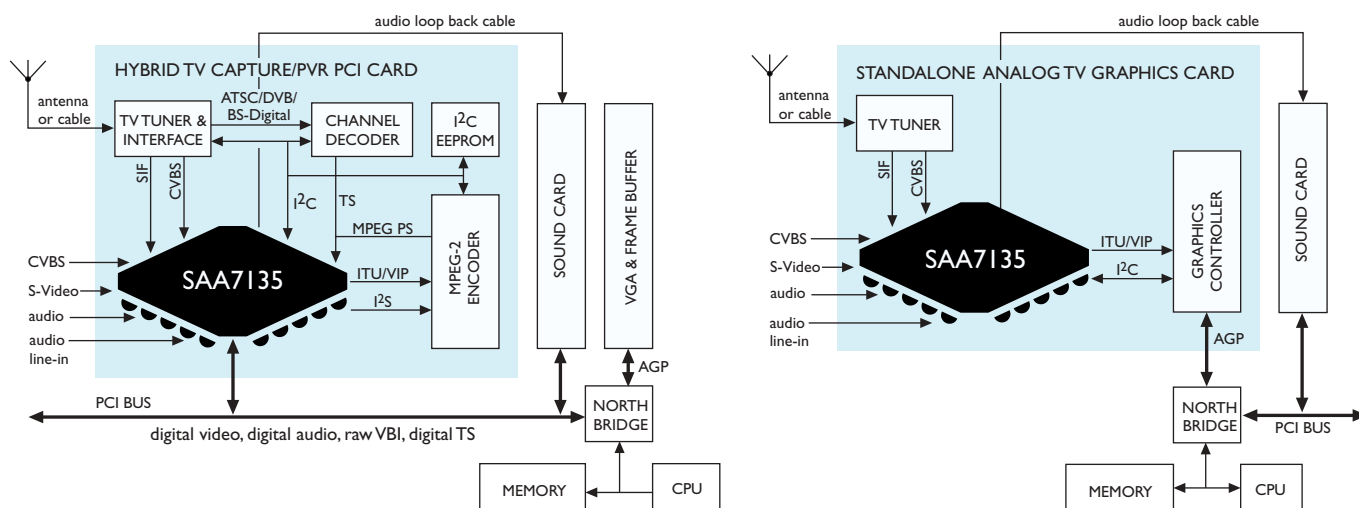 audio loop back cable
HYBRID TV CAPTURE/PVR PCI CARD
antenna
or cable
ATSC/DVB/
BS-Digital
TV TUNER &
INTERFACE
CHANNEL
DECODER
I2C
EEPROM
SIF
CVBS
I2C
TS
MPEG PS
SAA7135
CVBS
S-Video
audio
audio
line-in
ITU/VIP
I2S
MPEG-2
ENCODER
SOUND CARD
VGA & FRAME BUFFER
AGP
PCI BUS
digital video, digital audio, raw VBI, digital TS
NORTH
BRIDGE
MEMORY
CPU
audio loop back cable
STANDALONE ANALOG TV GRAPHICS CARD
antenna
or cable
TV TUNER
SIF
CVBS
CVBS
S-Video
audio
audio
line-in
SAA7135
ITU/VIP
I2C
GRAPHICS
CONTROLLER
SOUND CARD
AGP
NORTH
BRIDGE
PCI BUS
MEMORY
CPU